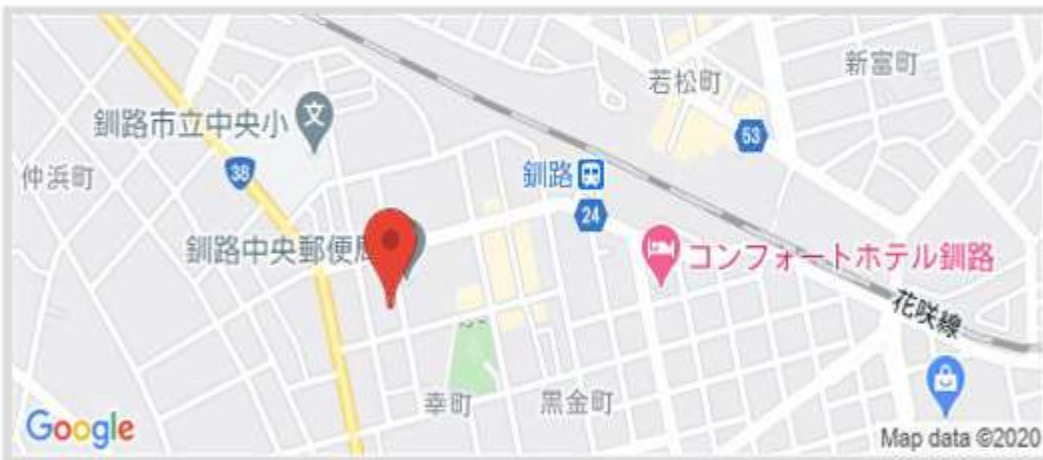 新富町
若松町
文
釧路市立中央小
53
仲浜町
38
釧路
24
釧路中央郵便局
コンフォートホテル釧路
花咲線
幸町
黒金町
Google
Map data ©2020